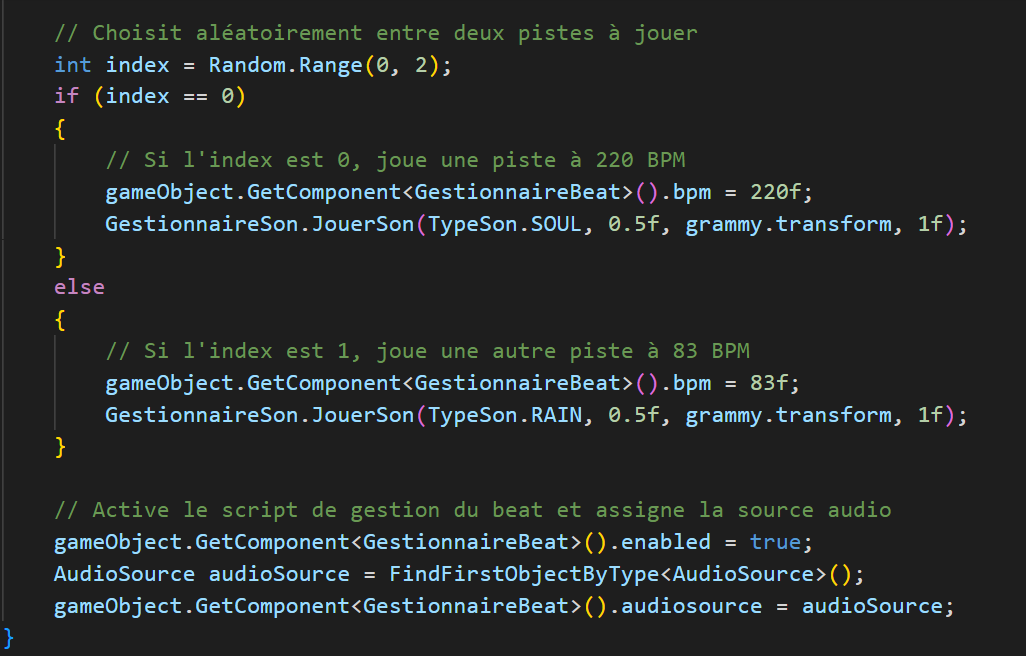 // Choisit aléatoirement entre deux pistes à jouer
int index = Random.Range(0, 2);
if (index == 0)
{
// Si l'index est 0, joue une piste à 220 BPM
gameObject.GetComponent<GestionnaireBeat>().bpm = 220f;
GestionnaireSon.JouerSon(TypeSon.SOUL, 0.5f, grammy.transform, 1f);
}
else
{
// Si l'index est 1, joue une autre piste à 83 BPM
gameObject.GetComponent<GestionnaireBeat>().bpm = 83f;
GestionnaireSon.JouerSon(TypeSon.RAIN, 0.5f, grammy.transform, 1f);
}
// Active le script de gestion du beat et assigne la source audio
gameObject.GetComponent<GestionnaireBeat>().enabled = true;
AudioSource audioSource = FindFirstObjectByType<AudioSource>();
gameObject.GetComponent<GestionnaireBeat>().audiosource = audioSource;
}